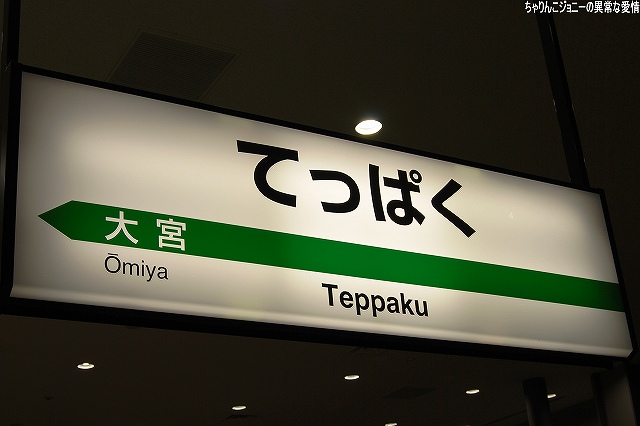 ちゃりんこジョニーの異常な愛情
てっぱく
大宮
Ōmiya
Teppaku